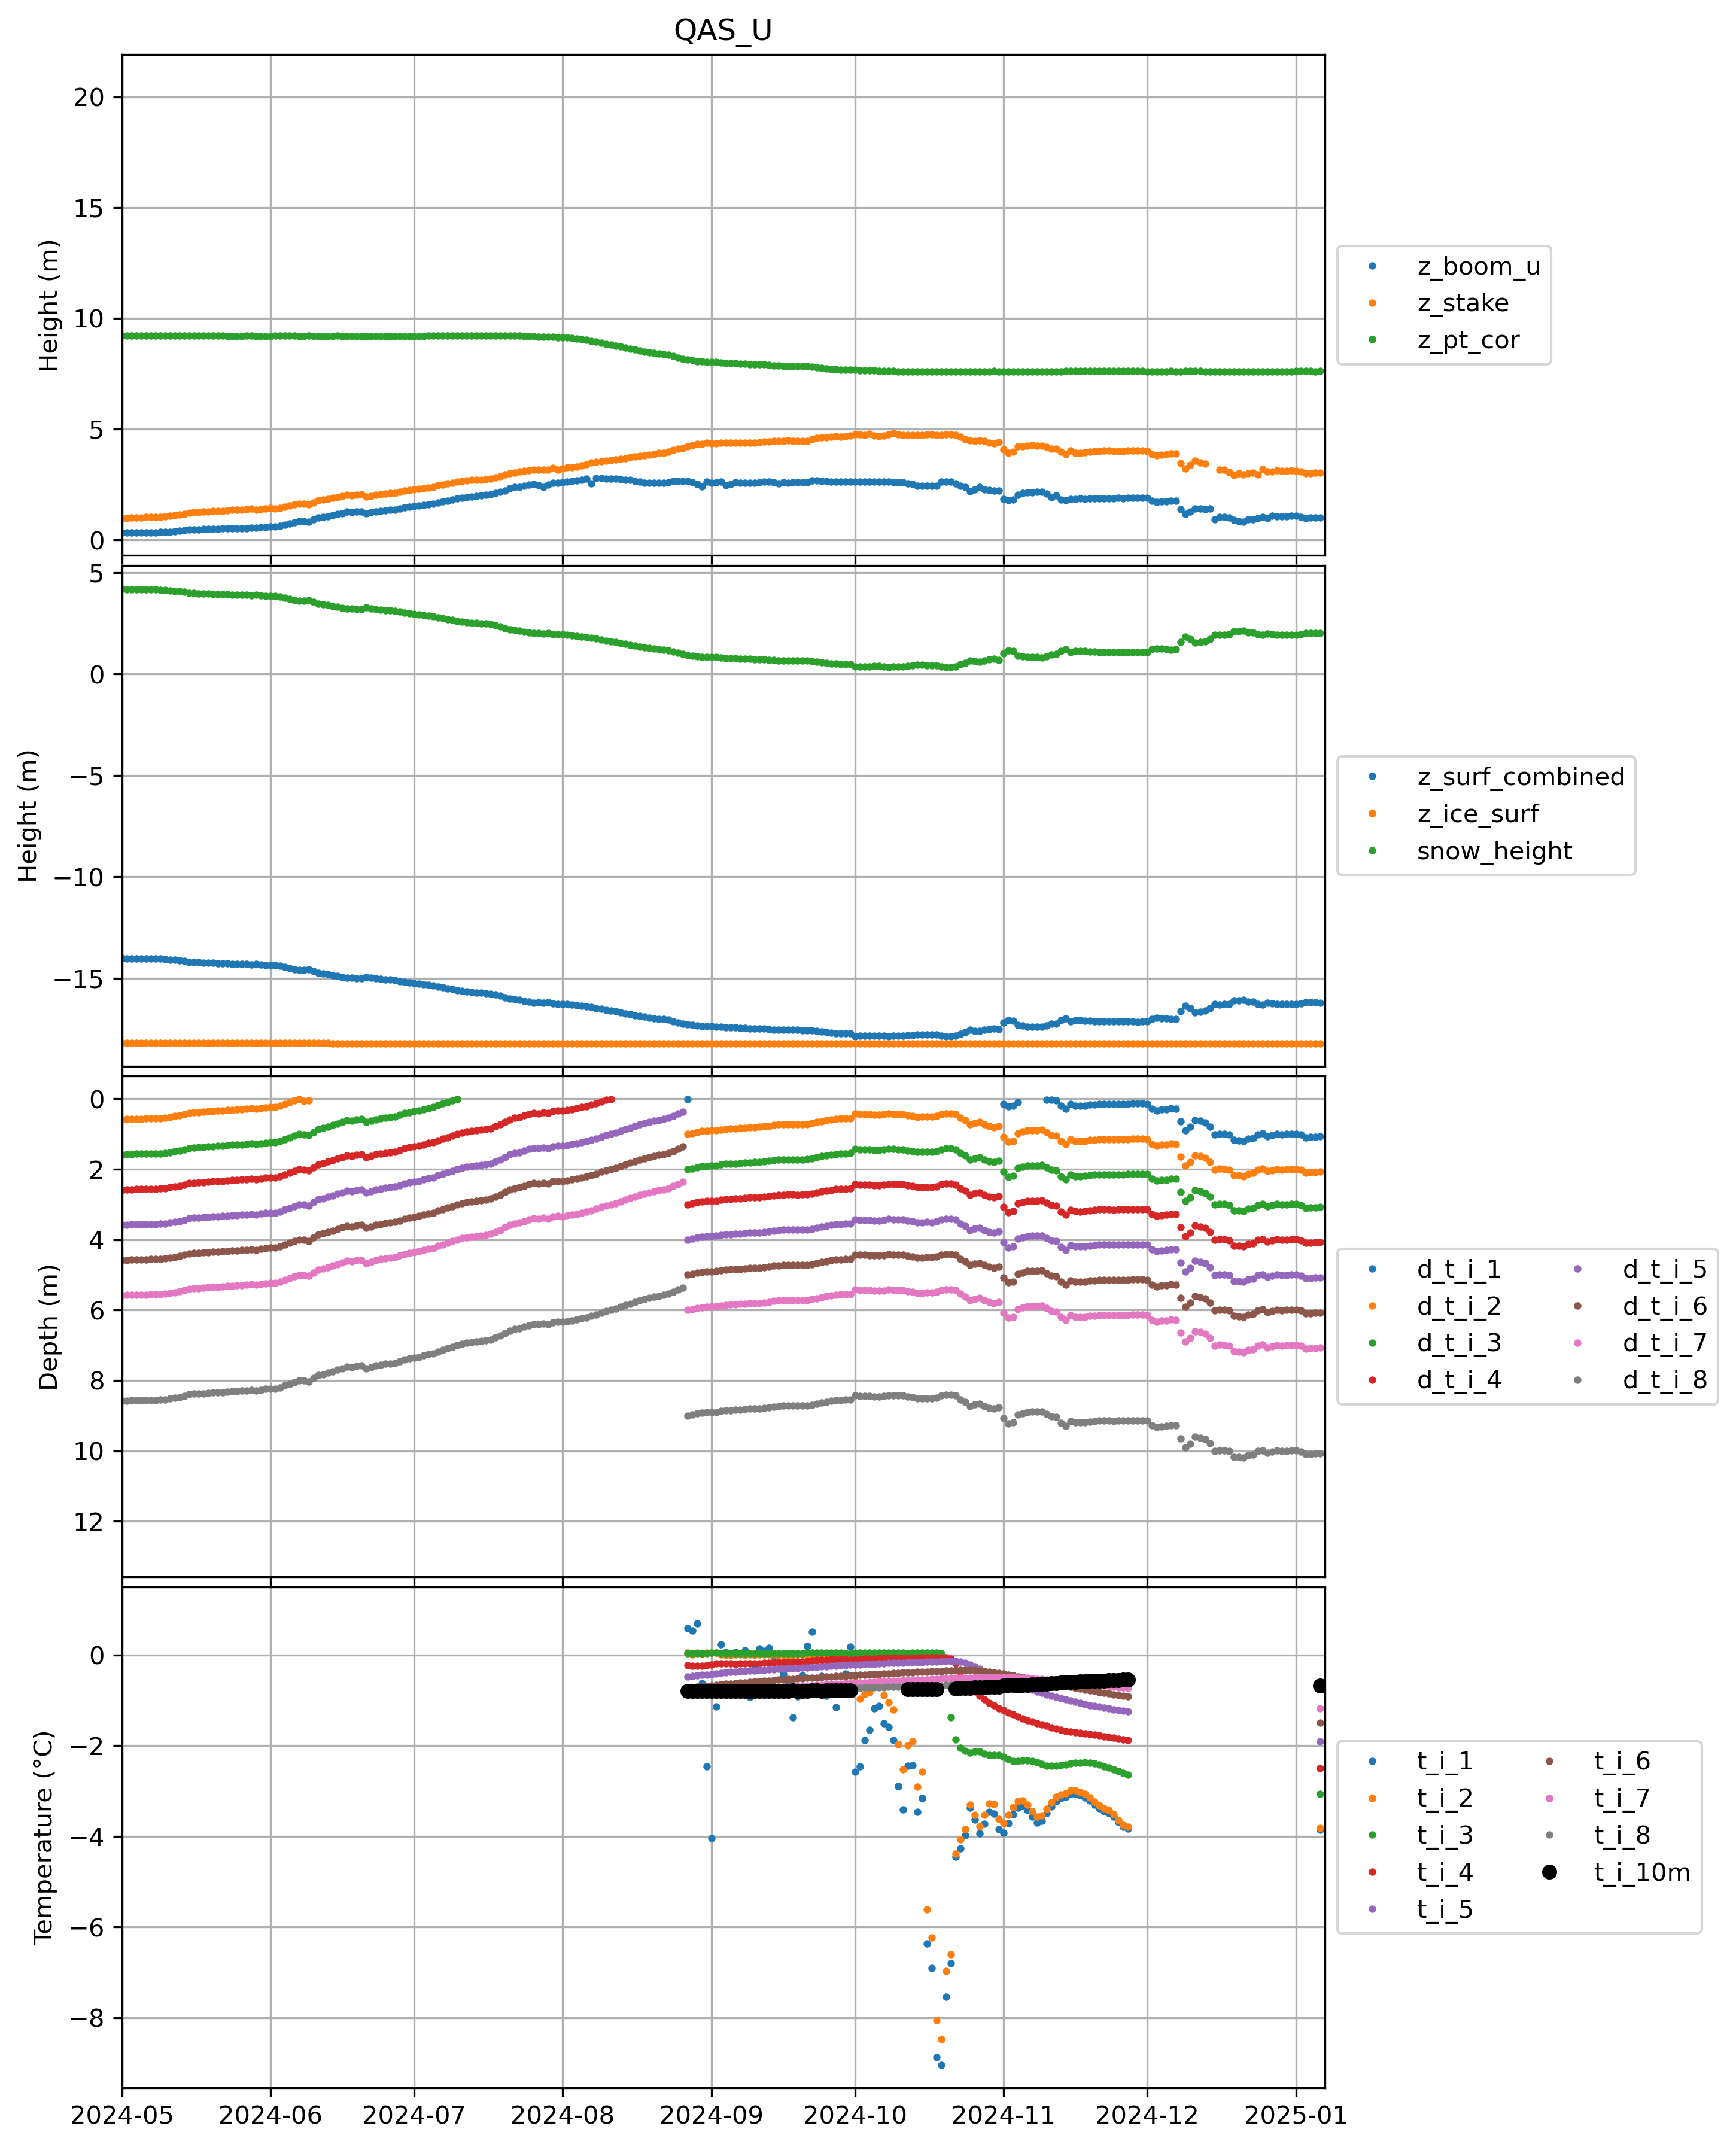 QAS_U
20
15
10
5
0
Height (m)
z_boom_u
z_stake
z_pt_cor
5
0
−5
−10
−15
Height (m)
z_surf_combined
z_ice_surf
snow_height
0
2
4
6
8
10
12
Depth (m)
d_t_i_1 d_t_i_5
d_t_i_2 d_t_i_6
d_t_i_3 d_t_i_7
d_t_i_4 d_t_i_8
0
−2
−4
−6
−8
Temperature (°C)
t_i_1 t_i_6
t_i_2 t_i_7
t_i_3 t_i_8
t_i_4 t_i_10m
t_i_5
2024-05 2024-06 2024-07 2024-08 2024-09 2024-10 2024-11 2024-12 2025-01